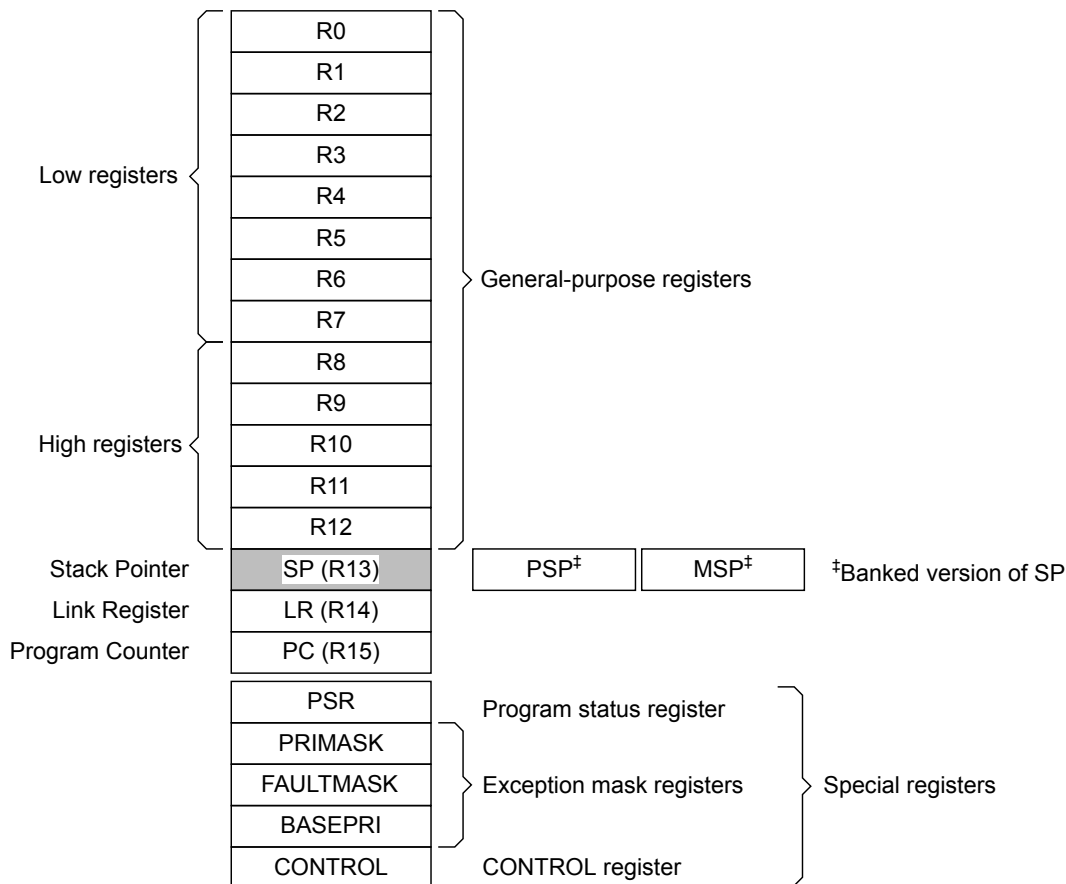 R0
R1
R2
R3
Low registers
R4
R5
R6
General-purpose registers
R7
R8
R9
High registers
R10
R11
R12
Stack Pointer SP (R13) PSP‡ MSP‡ ‡Banked version of SP
Link Register LR (R14)
Program Counter PC (R15)
PSR Program status register
PRIMASK
FAULTMASK Exception mask registers Special registers
BASEPRI
CONTROL CONTROL register